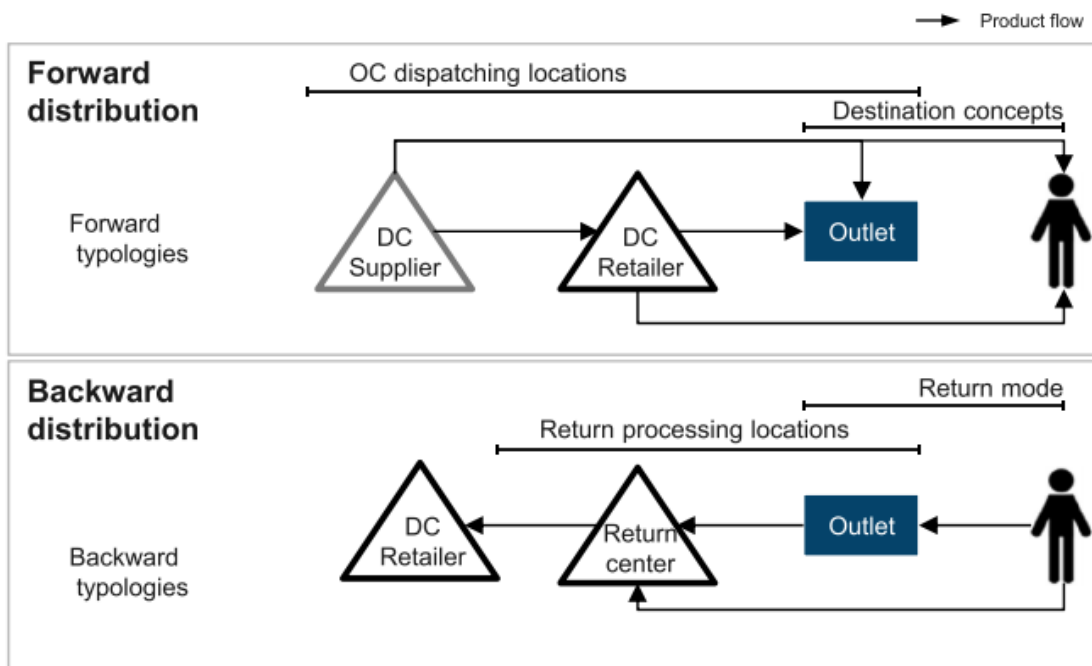 Product flow
Forward
distribution
OC dispatching locations
Destination concepts
Forward
typologies
DC
Supplier
DC
Retailer
Outlet
Backward
distribution
Return mode
Return processing locations
Backward
typologies
DC
Retailer
Return
center
Outlet